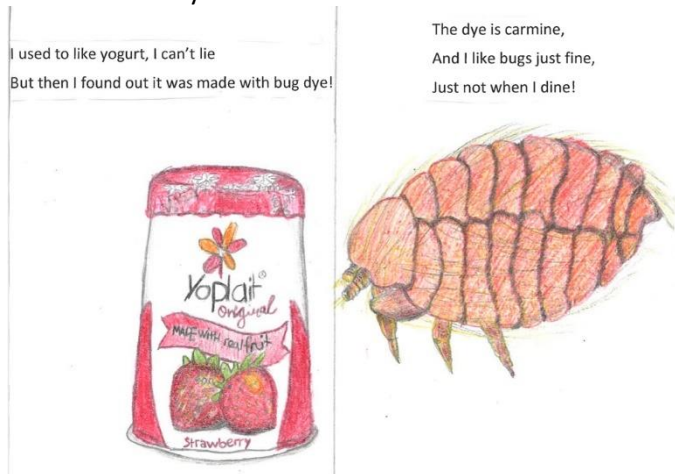 I used to like yogurt, I can't lie
But then I found out it was made with bug dye!
Yoplait®
Original
MADE WITH real fruit
Strawberry
The dye is carmine,
And I like bugs just fine,
Just not when I dine!